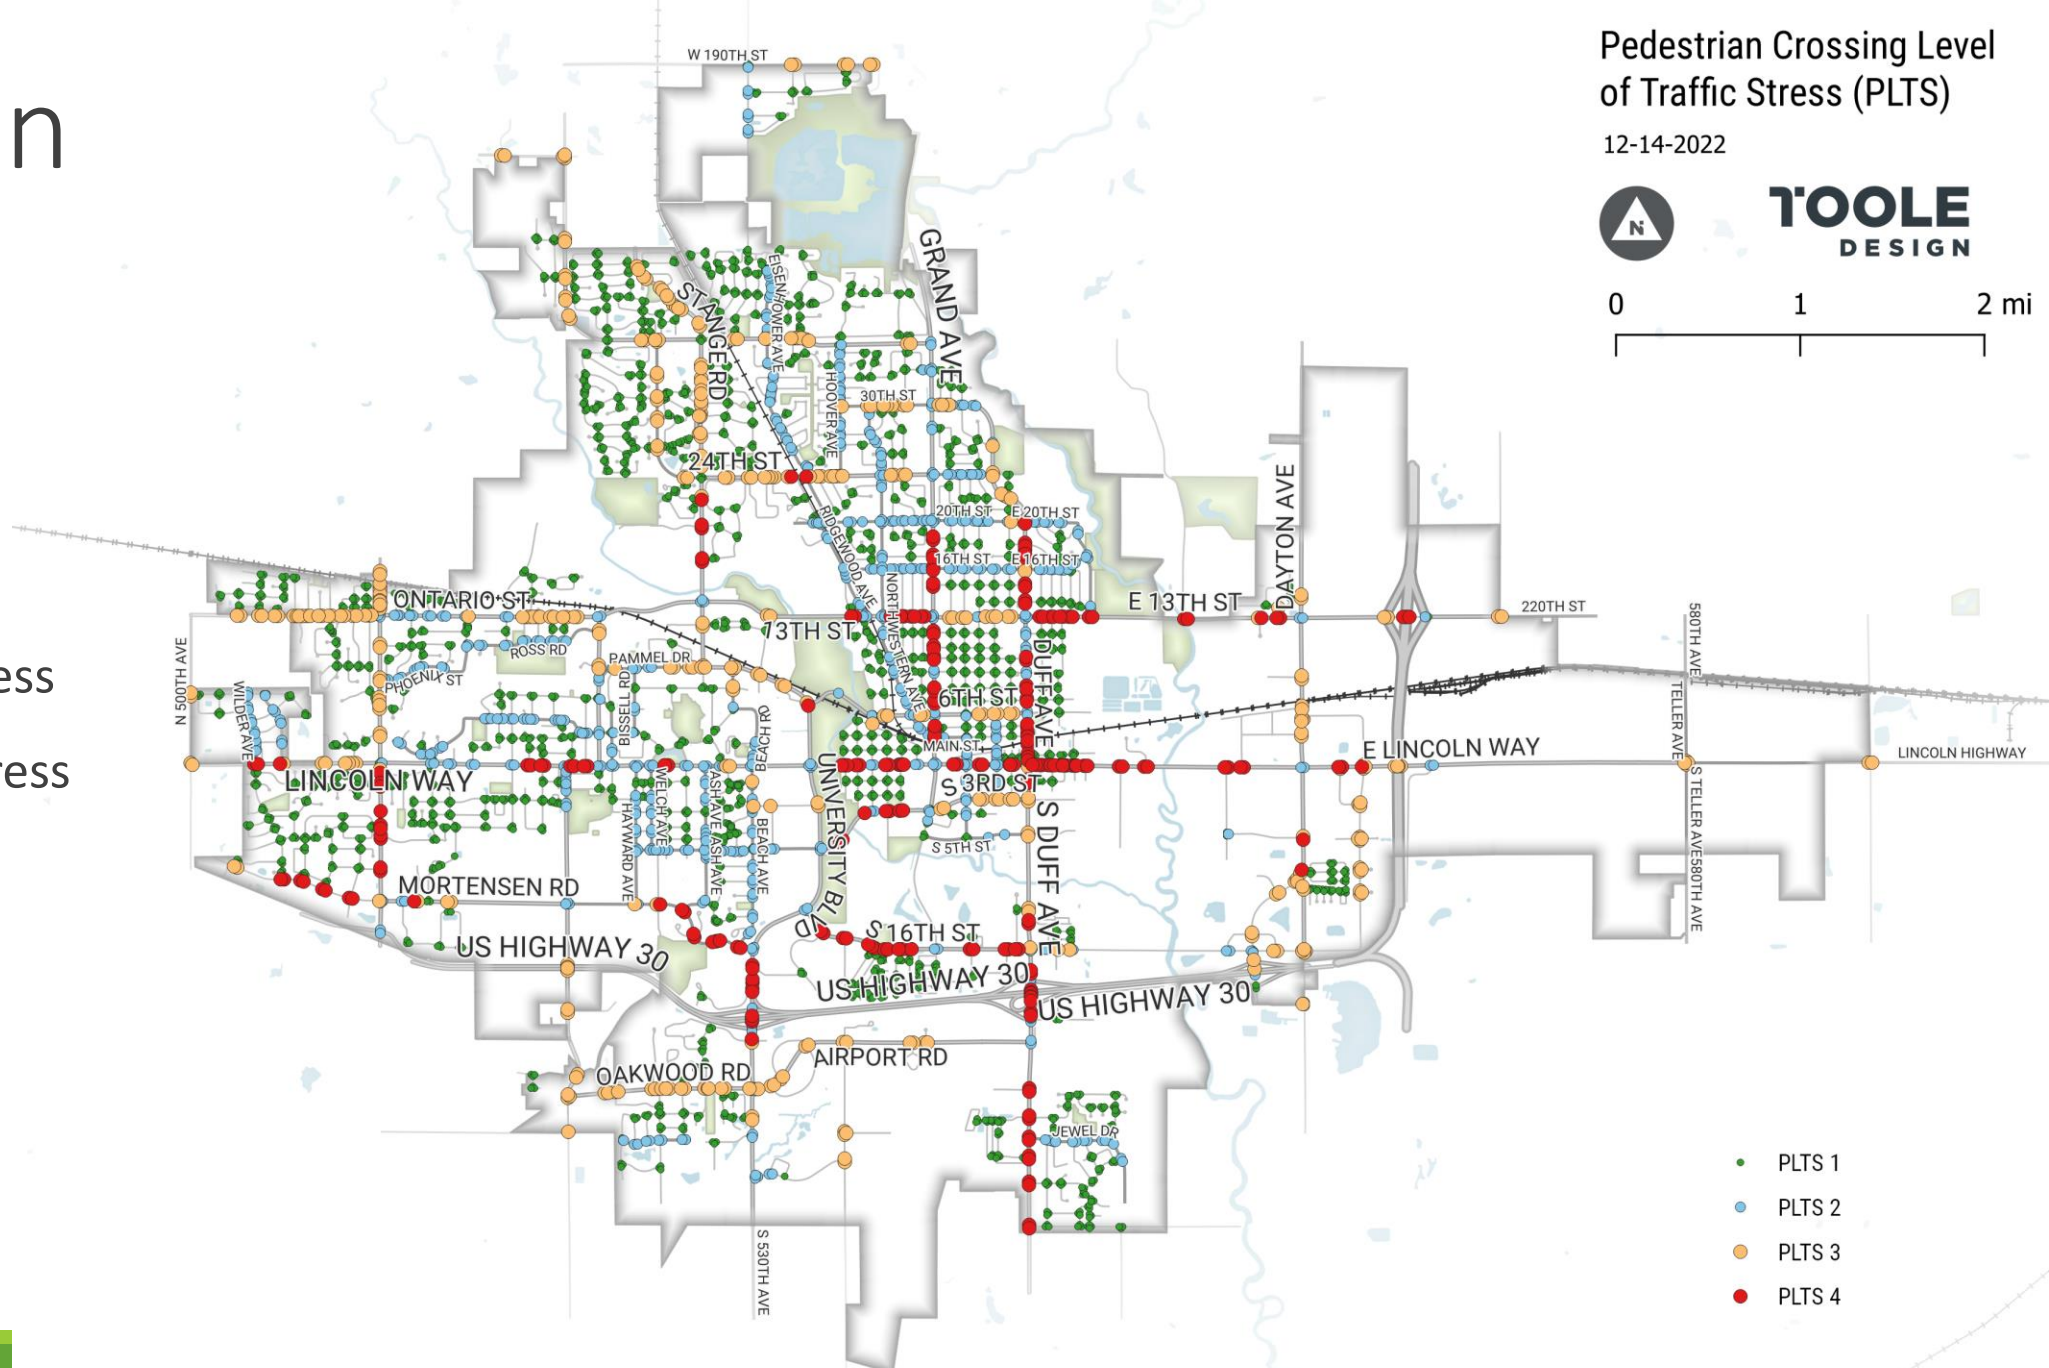 n
ess
ress
Pedestrian Crossing Level
of Traffic Stress (PLTS)
12-14-2022
N
TOOLE
DESIGN
0 1 2 mi
W 190TH ST
GRAND AVE
EISENHOWER AVE
STANGE RD
HOOVER AVE
30TH ST
24TH ST
DAYTON AVE
20TH ST
E 20TH ST
RIDGEWOOD AVE
16TH ST
E 16TH ST
NORTHWESTERN AVE
ONTARIO ST
E 13TH ST
220TH ST
580TH AVE
13TH ST
N 500TH AVE
ROSS RD
PAMMEL DR
DUFF AVE
PHOENIX ST
WILDER AVE
6TH ST
TELLER AVE
BISSELL RD
BEACH RD
MAIN ST
E LINCOLN WAY
LINCOLN HIGHWAY
LINCOLN WAY
UNIVERSITY BLVD
S 3RD ST
WELCH AVE
ASH AVE
ASH AVE
HAYWARD AVE
BEACH AVE
S DUFF AVE
S TELLER AVE
580TH AVE
S 5TH ST
MORTENSEN RD
S 16TH ST
US HIGHWAY 30
US HIGHWAY 30
US HIGHWAY 30
AIRPORT RD
OAKWOOD RD
JEWEL DR
S 530TH AVE
PLTS 1
PLTS 2
PLTS 3
PLTS 4